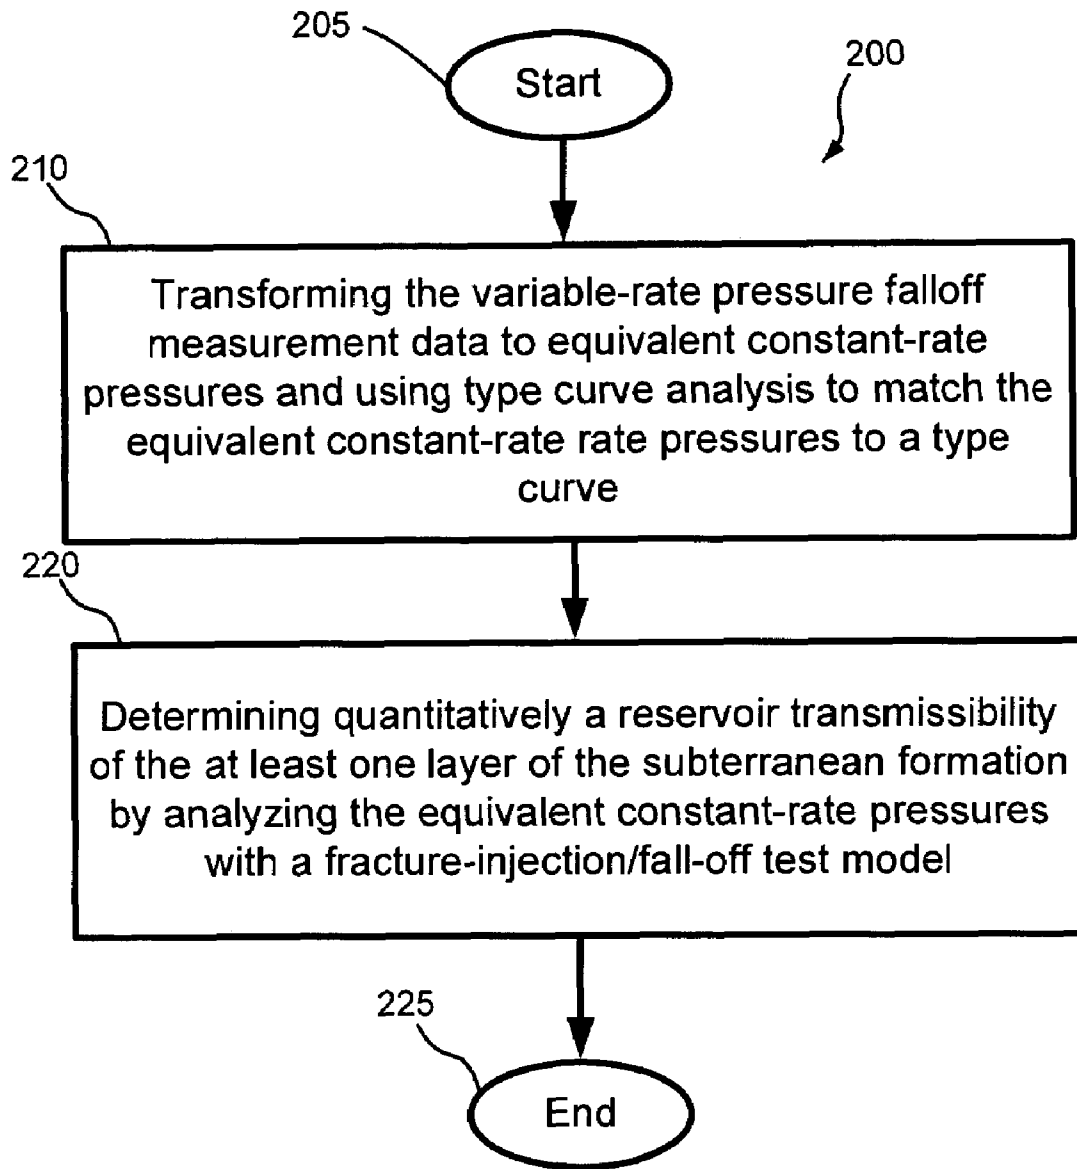 205
Start
200
210
Transforming the variable-rate pressure falloff
measurement data to equivalent constant-rate
pressures and using type curve analysis to match the
equivalent constant-rate rate pressures to a type
curve
220
Determining quantitatively a reservoir transmissibility
of the at least one layer of the subterranean formation
by analyzing the equivalent constant-rate pressures
with a fracture-injection/fall-off test model
225
End